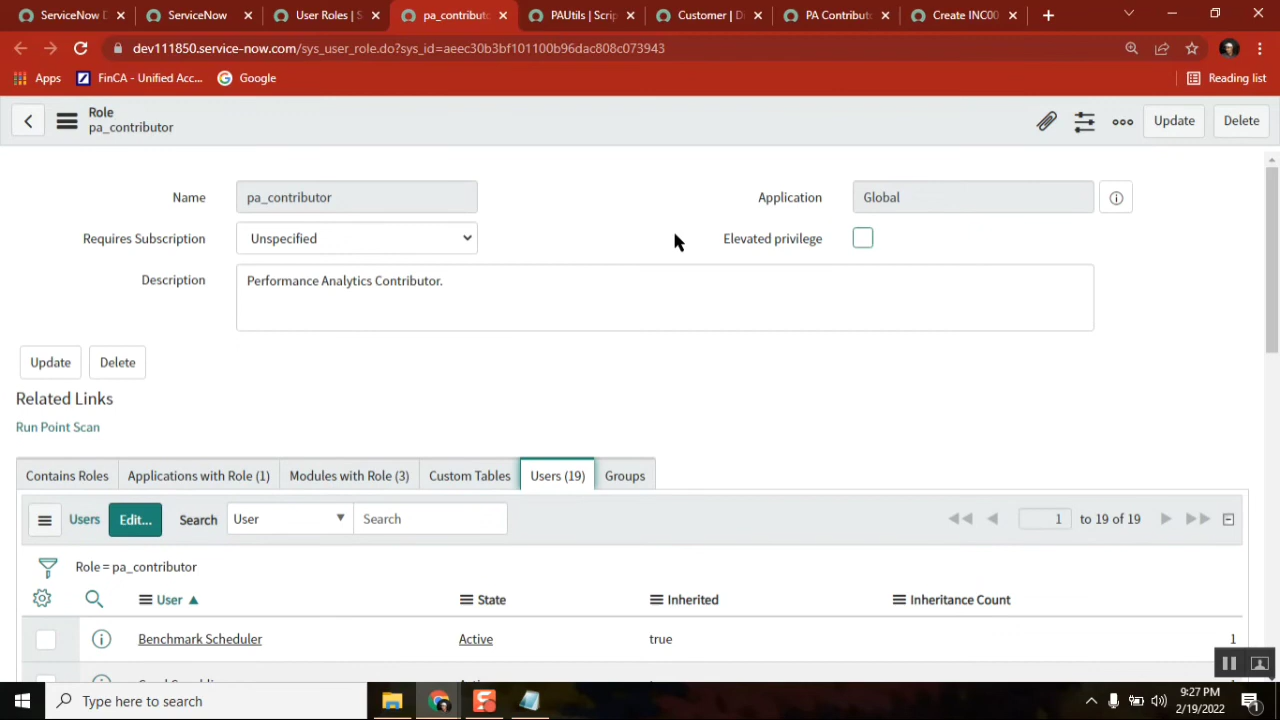 ServiceNow D
ServiceNow
User Roles | S
pa_contributo
PAUtils | Scrip
Customer | D
PA Contributo
Create INC00
dev111850.service-now.com/sys_user_role.do?sys_id=aeec30b3bf101100b96dac808c073943
Apps
FinCA - Unified Acc...
Google
Reading list
Role
pa_contributor
Update
Delete
Name
pa_contributor
Application
Global
Requires Subscription
Unspecified
Elevated privilege
Description
Performance Analytics Contributor.
Update
Delete
Related Links
Run Point Scan
Contains Roles
Applications with Role (1)
Modules with Role (3)
Custom Tables
Users (19)
Groups
Users
Edit...
Search
User
Search
1
to 19 of 19
Role = pa_contributor
User
State
Inherited
Inheritance Count
Benchmark Scheduler
Active
true
1
Type here to search
9:27 PM
2/19/2022
1